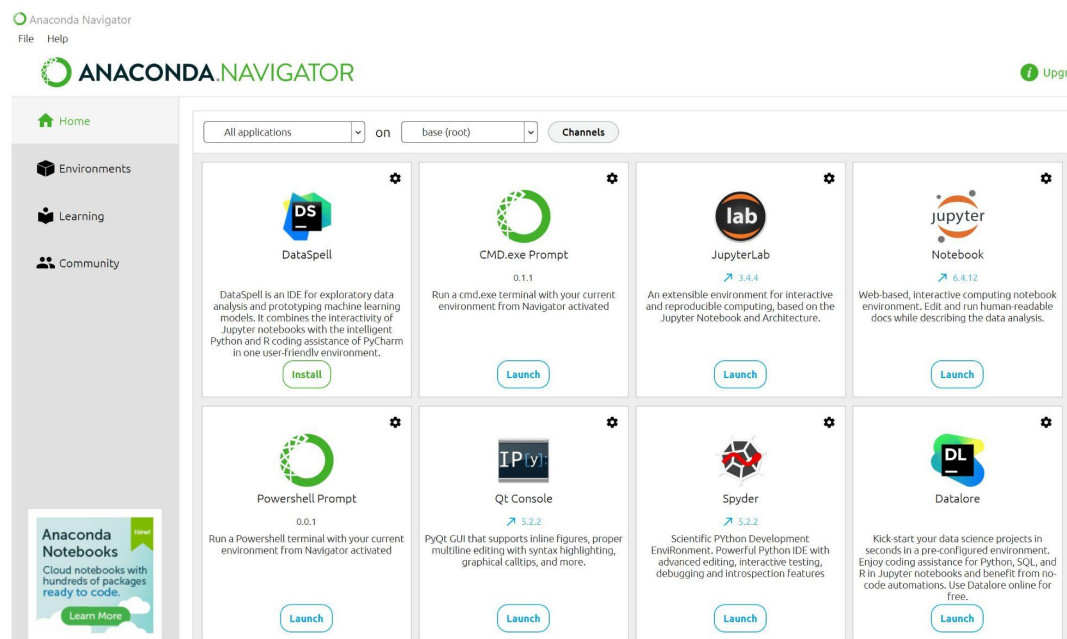 Anaconda Navigator
File Help
ANACONDA.NAVIGATOR
Home
Environments
Learning
Community
All applications on base (root) Channels
DS
DataSpell
DataSpell is an IDE for exploratory data
analysis and prototyping machine learning
models. It combines the interactivity of
Jupyter notebooks with the intelligent
Python and R coding assistance of PyCharm
in one user-friendly environment.
Install
CMD.exe Prompt
0.1.1
Run a cmd.exe terminal with your current
environment from Navigator activated
Launch
lab
JupyterLab
3.4.4
An extensible environment for interactive
and reproducible computing, based on the
Jupyter Notebook and Architecture.
Launch
jupyter
Notebook
6.4.12
Web-based, interactive computing notebook
environment. Edit and run human-readable
docs while describing the data analysis.
Launch
Powershell Prompt
0.0.1
Run a Powershell terminal with your current
environment from Navigator activated
Launch
IP[y]:
Qt Console
5.2.2
PyQt GUI that supports inline figures, proper
multiline editing with syntax highlighting,
graphical calltips, and more.
Launch
Spyder
5.2.2
Scientific PYthon Development
EnviRonment. Powerful Python IDE with
advanced editing, interactive testing,
debugging and introspection features
Launch
DL
Datalore
Kick-start your data science projects in
seconds in a pre-configured environment.
Enjoy coding assistance for Python, SQL, and
R in Jupyter notebooks and benefit from no-
code automations. Use Datalore online for
free.
Launch
Anaconda
Notebooks
New!
Cloud notebooks with
hundreds of packages
ready to code.
Learn More